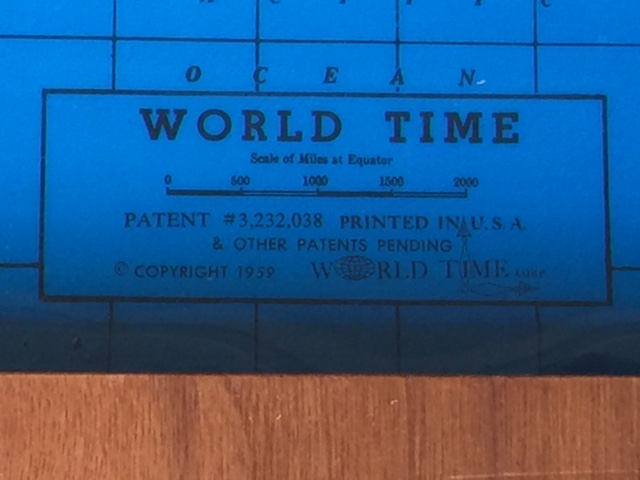 O C E A N
WORLD TIME
Scale of Miles at Equator
0 500 1000 1500 2000
PATENT #3,232,038 PRINTED IN U.S.A.
& OTHER PATENTS PENDING
© COPYRIGHT 1959 WORLD TIME CORP.